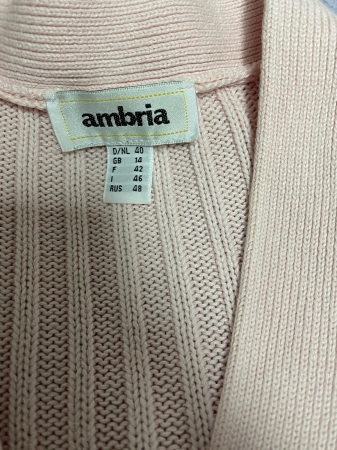 ambria
D/NL 40
GB 14
F 42
I 46
RUS 48